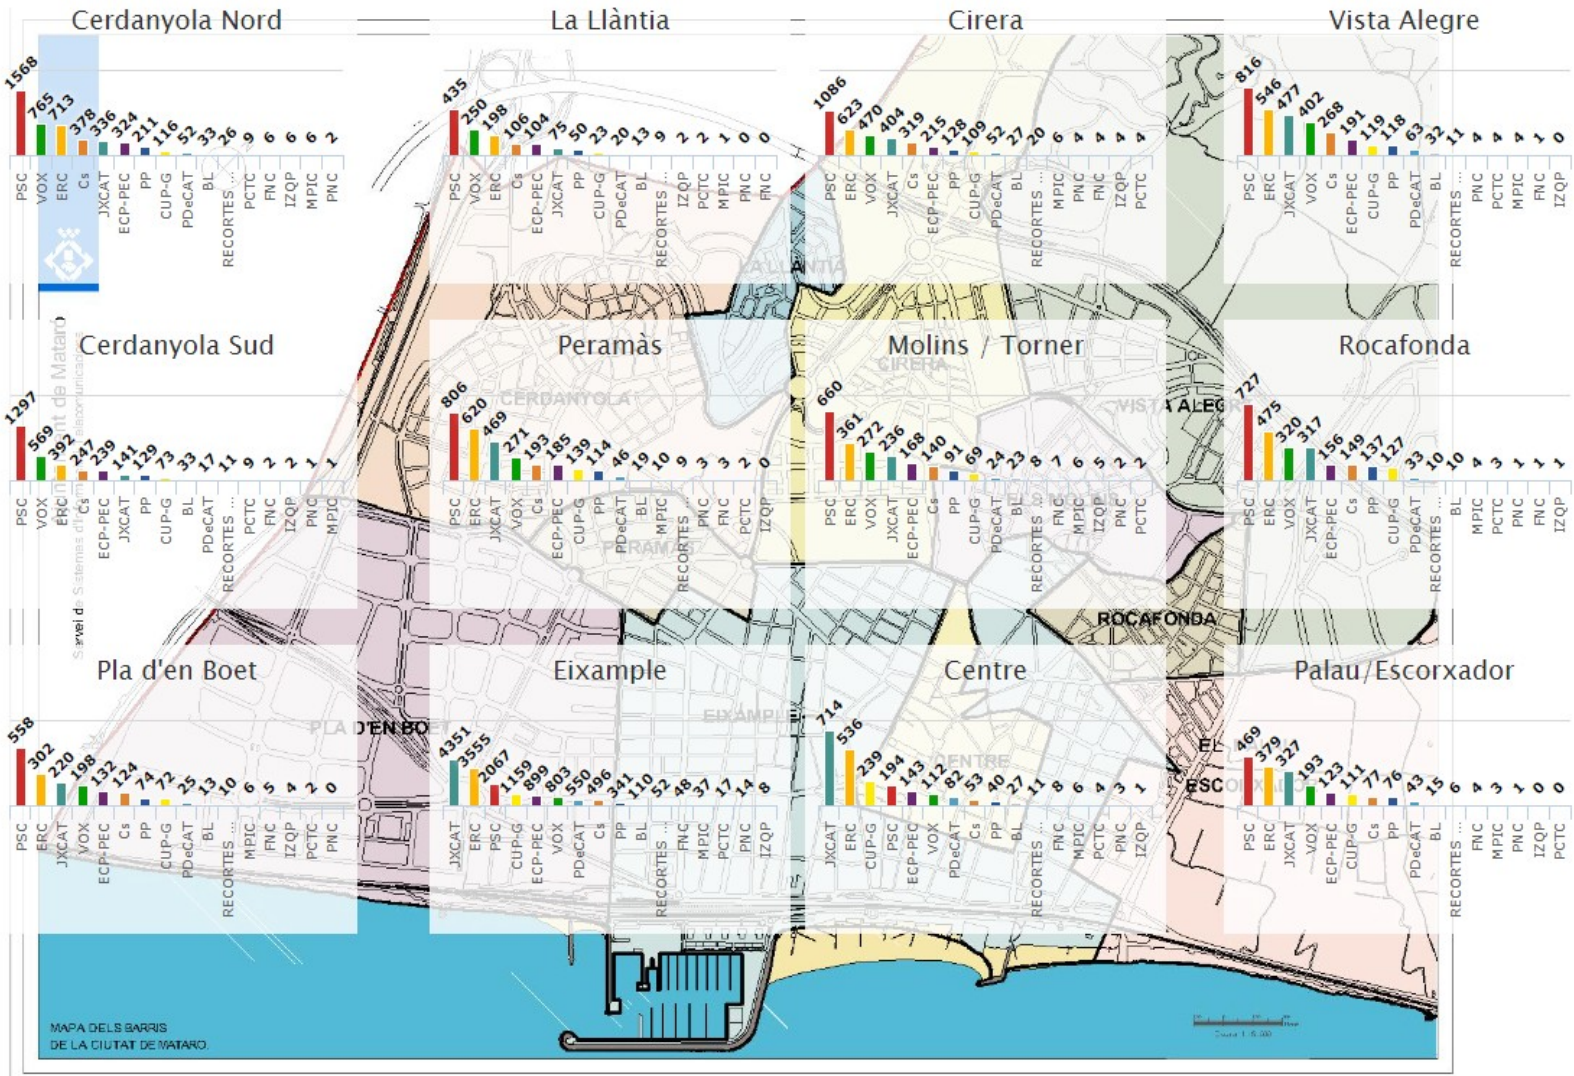 Cerdanyola Nord
1568 765 713 378 336 324 211 116 52 33 26 9 6 6 6 2
PSC VOX ERC Cs JXCAT ECP-PEC PP CUP-G PDeCAT BL RECORTES ... PCTC FNC IZQP MPIC PNC
La Llàntia
435 250 198 106 104 75 50 23 20 13 9 2 2 1 0 0
PSC VOX ERC Cs ECP-PEC JXCAT PP CUP-G PDeCAT BL RECORTES ... IZQP PCTC MPIC PNC FNC
Cirera
1086 623 470 404 319 215 128 109 52 27 20 6 4 4 4 4
PSC ERC VOX JXCAT Cs ECP-PEC PP CUP-G PDeCAT BL RECORTES ... MPIC PNC FNC IZQP PCTC
Vista Alegre
816 546 477 402 268 191 119 118 63 32 11 4 4 4 1 0
PSC ERC JXCAT VOX Cs ECP-PEC CUP-G PP PDeCAT BL RECORTES ... PNC PCTC MPIC FNC IZQP
LA LLÀNTIA
Cerdanyola Sud
1297 569 392 247 239 141 129 73 33 17 11 9 2 2 1 1
PSC VOX ERC Cs ECP-PEC JXCAT PP CUP-G BL PDeCAT RECORTES ... PCTC FNC IZQP PNC MPIC
Peramàs
806 620 469 271 193 185 139 114 46 19 10 9 3 3 2 0
PSC ERC JXCAT VOX Cs ECP-PEC CUP-G PP PDeCAT BL MPIC RECORTES ... PNC FNC PCTC IZQP
Molins / Torner
660 361 272 236 168 140 91 69 24 23 8 7 6 5 2 2
PSC ERC VOX JXCAT ECP-PEC Cs PP CUP-G PDeCAT BL RECORTES ... FNC MPIC IZQP PNC PCTC
Rocafonda
727 475 320 317 156 149 137 127 33 10 10 4 3 1 1 1
PSC ERC VOX JXCAT ECP-PEC Cs PP CUP-G PDeCAT RECORTES ... BL MPIC PCTC PNC FNC IZQP
CIRERA
CERDANYOLA
VISTA ALEGRE
PERAMÀS
ROCAFONDA
Pla d'en Boet
558 302 220 198 132 124 74 72 25 13 10 6 5 4 2 0
PSC ERC JXCAT VOX ECP-PEC Cs PP CUP-G PDeCAT BL RECORTES ... MPIC FNC IZQP PCTC PNC
Eixample
4351 3555 2067 1159 899 803 550 496 341 110 52 48 37 17 14 8
JXCAT ERC PSC CUP-G ECP-PEC VOX PDeCAT Cs PP BL RECORTES ... FNC MPIC PCTC PNC IZQP
Centre
714 536 239 194 143 112 82 53 40 27 11 8 6 4 3 1
JXCAT ERC CUP-G PSC ECP-PEC VOX PDeCAT Cs PP BL RECORTES ... FNC MPIC PCTC PNC IZQP
Palau/Escorxador
469 379 327 193 123 111 77 76 43 15 6 4 3 1 0 0
PSC ERC JXCAT VOX ECP-PEC CUP-G Cs PP PDeCAT BL RECORTES ... FNC MPIC PNC IZQP PCTC
PLA D'EN BOET
EIXAMPLE
CENTRE
MAPA DELS BARRIS
DE LA CIUTAT DE MATARO.